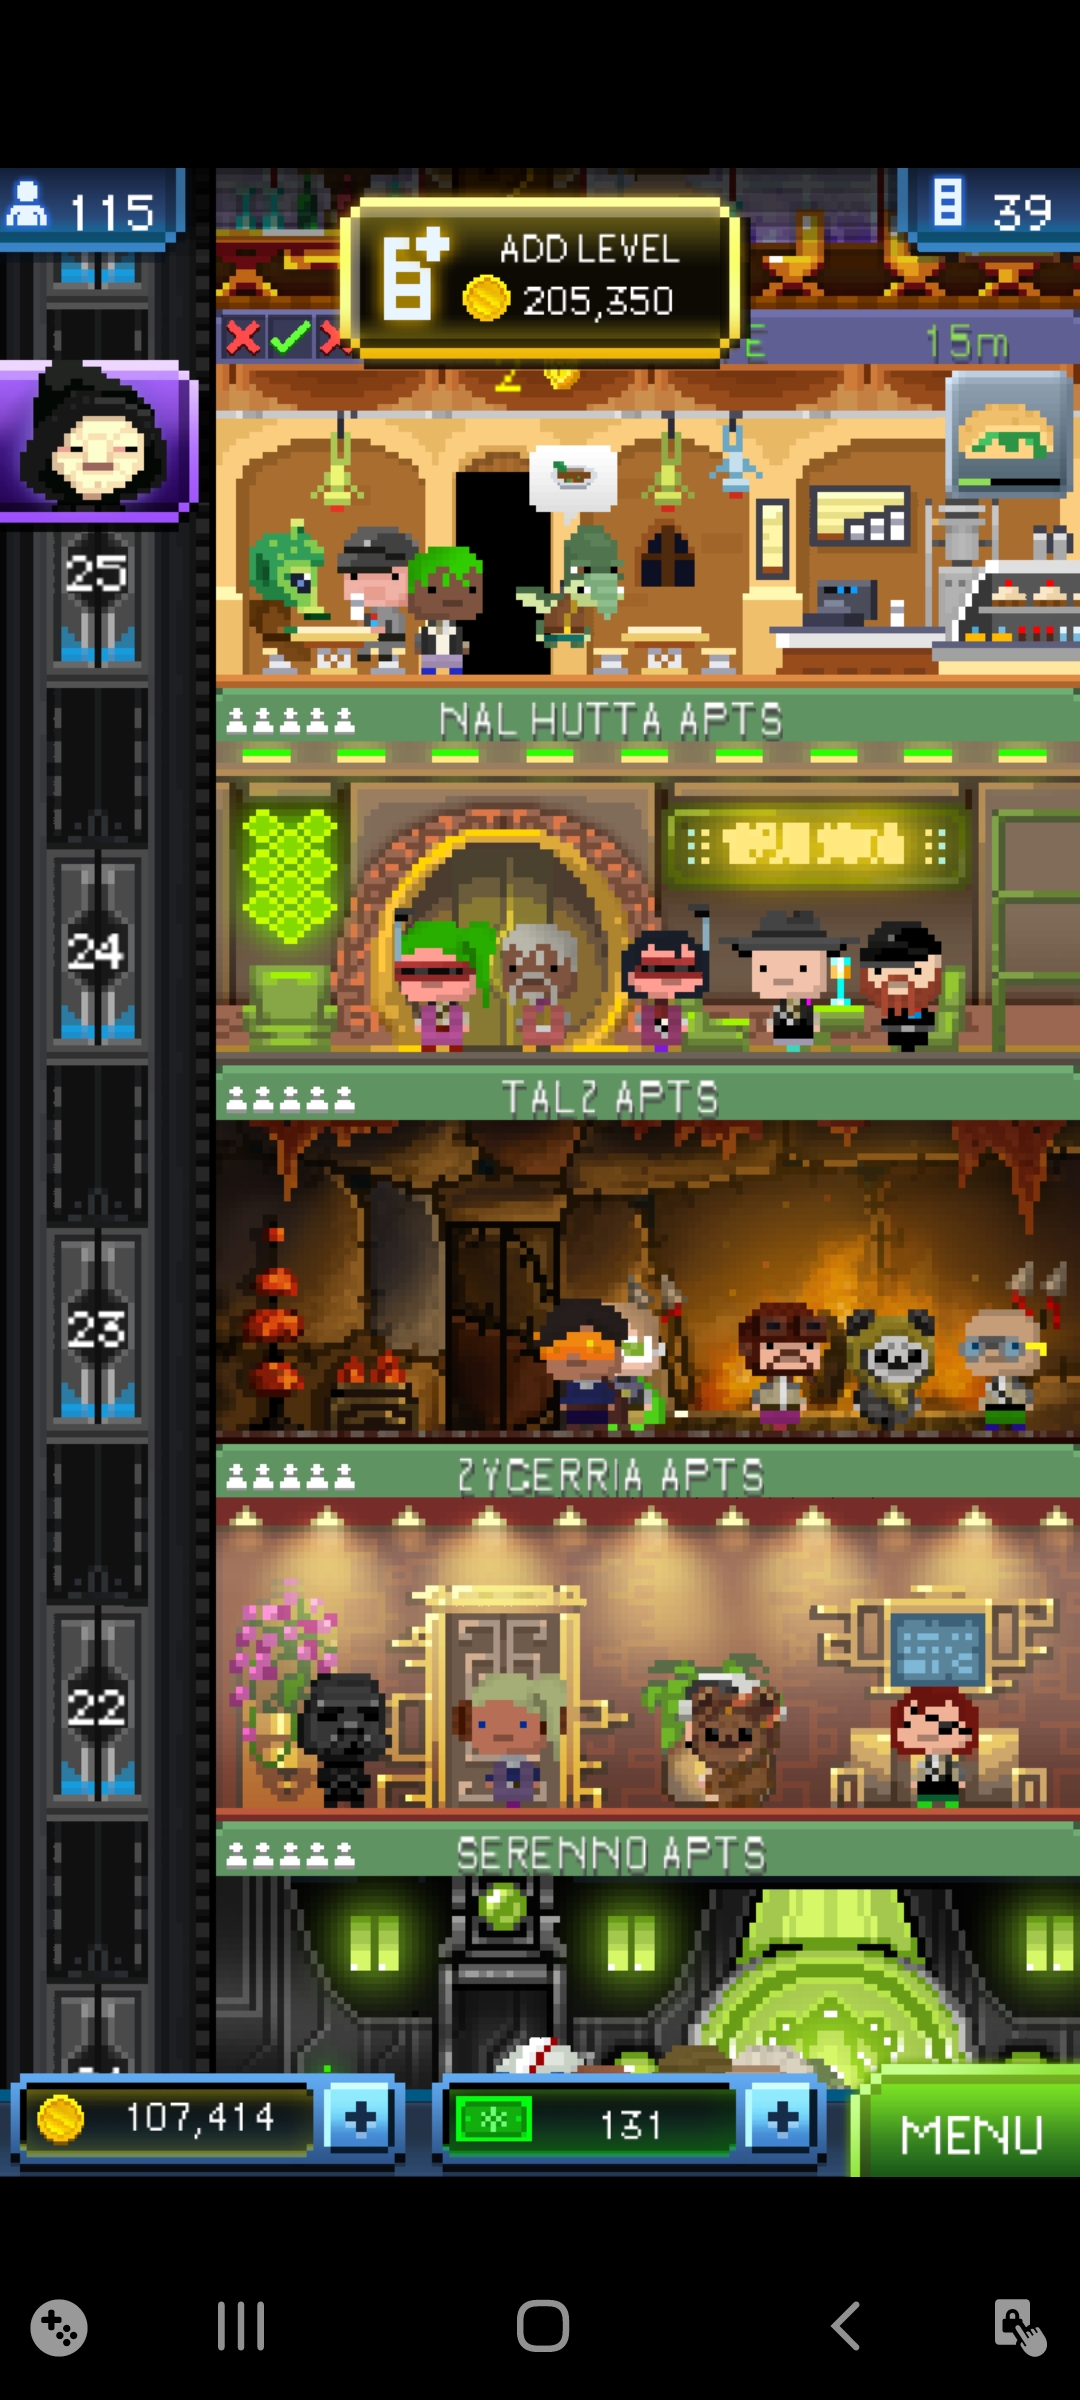 115
39
ADD LEVEL
205,350
E 15m
25
NAL HUTTA APTS
24
TALZ APTS
23
ZYGERRIA APTS
22
SERENNO APTS
107,414
131
MENU